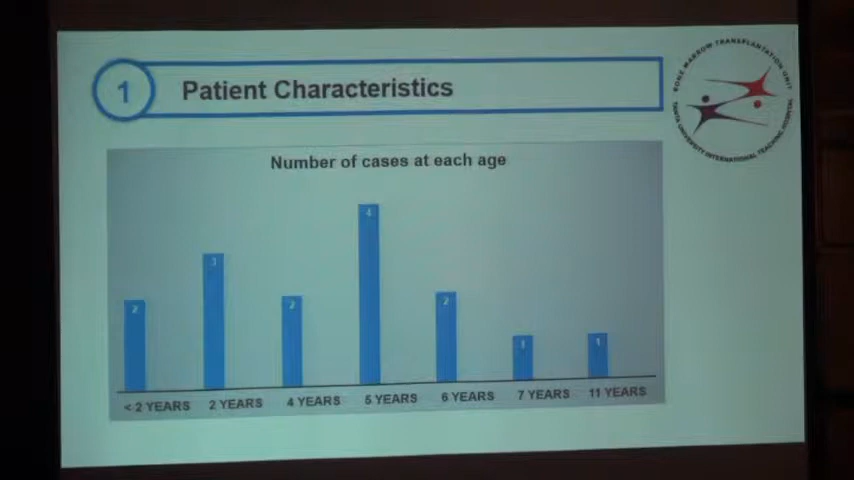 1
Patient Characteristics
BONE MARROW TRANSPLANTATION UNIT
TANTA UNIVERSITY INTERNATIONAL TEACHING HOSPITAL
Number of cases at each age
2
3
2
4
2
1
1
< 2 YEARS
2 YEARS
4 YEARS
5 YEARS
6 YEARS
7 YEARS
11 YEARS